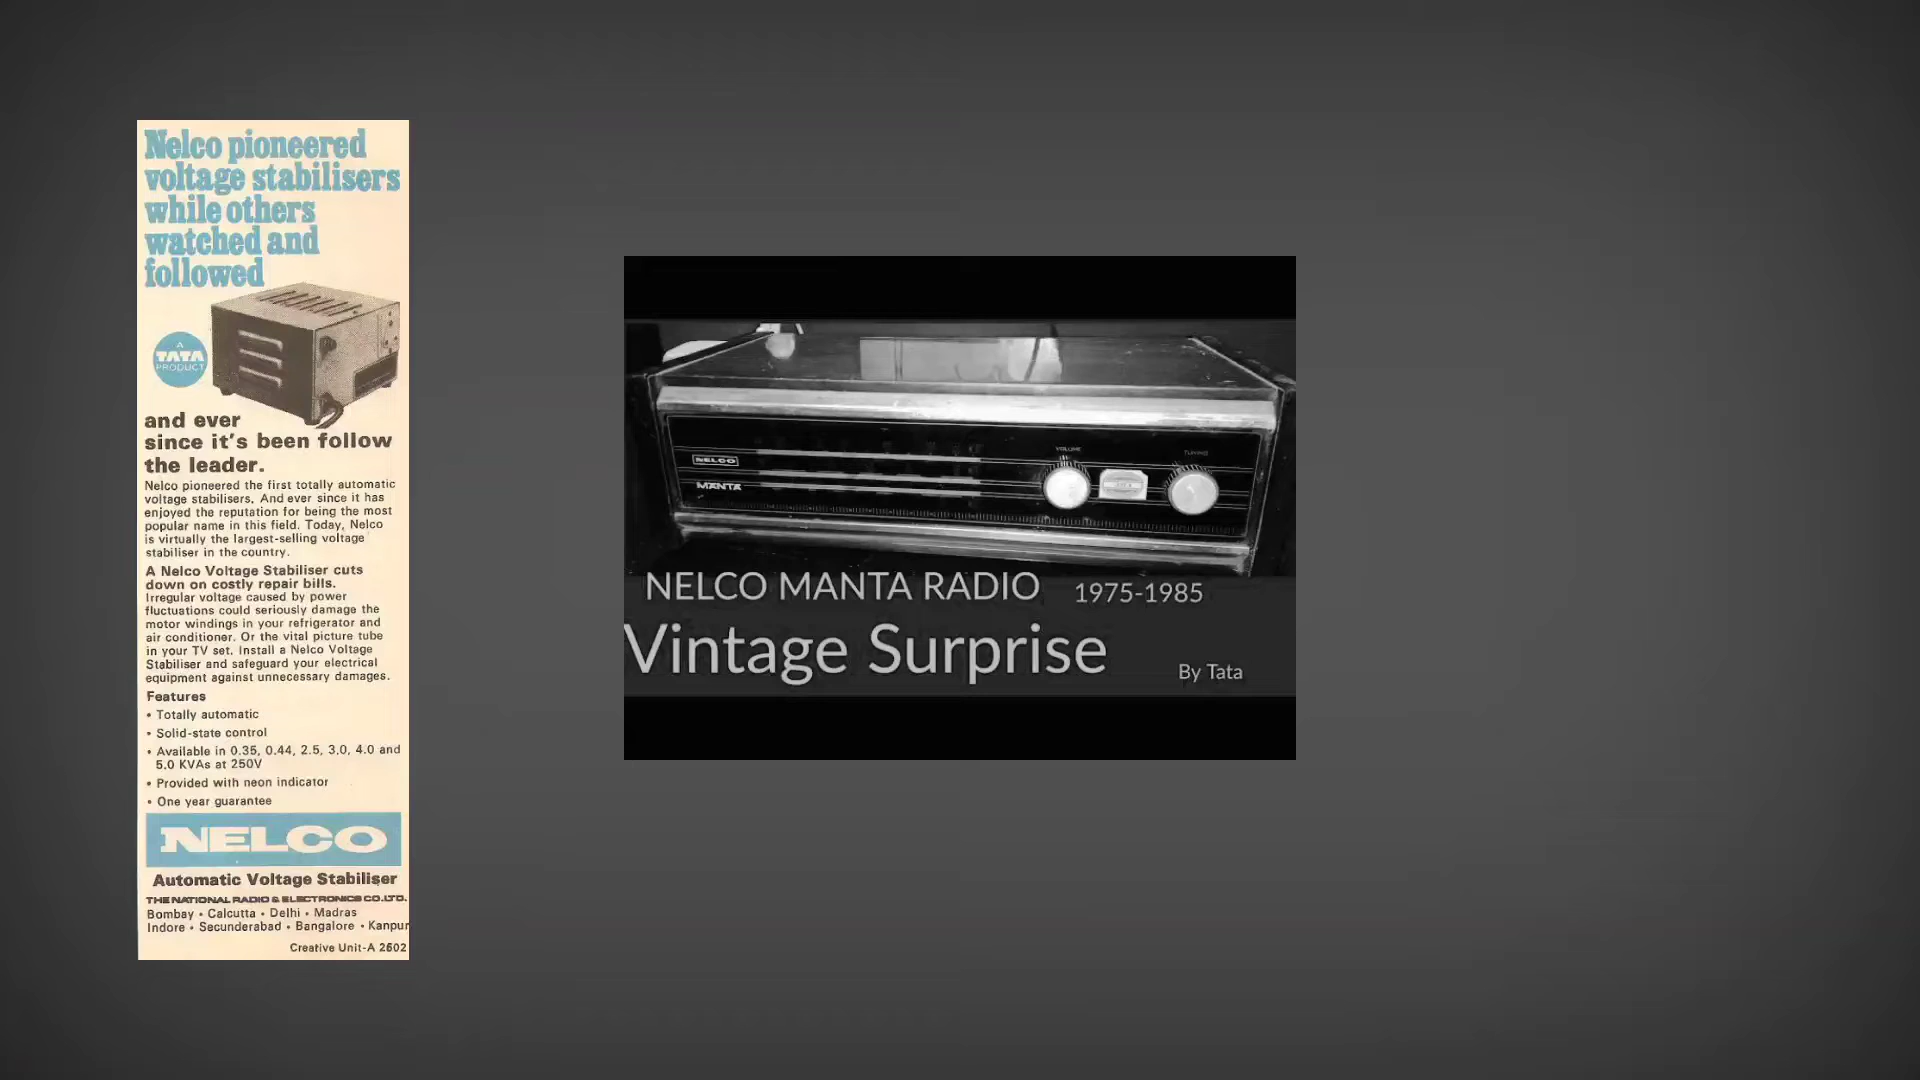 Nelco pioneered
voltage stabilisers
while others
watched and
followed
A
TATA
PRODUCT
and ever
since it's been follow
the leader.
Nelco pioneered the first totally automatic
voltage stabilisers. And ever since it has
enjoyed the reputation for being the most
popular name in this field. Today, Nelco
is virtually the largest-selling voltage
stabiliser in the country.
A Nelco Voltage Stabiliser cuts
down on costly repair bills.
Irregular voltage caused by power
fluctuations could seriously damage the
motor windings in your refrigerator and
air conditioner. Or the vital picture tube
in your TV set. Install a Nelco Voltage
Stabiliser and safeguard your electrical
equipment against unnecessary damages.
Features
• Totally automatic
• Solid-state control
• Available in 0.35, 0.44, 2.5, 3.0, 4.0 and
5.0 KVAs at 250V
• Provided with neon indicator
• One year guarantee
NELCO
Automatic Voltage Stabiliser
THE NATIONAL RADIO & ELECTRONICS CO.LTD.
Bombay • Calcutta • Delhi • Madras
Indore • Secunderabad • Bangalore • Kanpur
Creative Unit-A 2602
NELCO
MANTA
VOLUME
TUNING
NELCO MANTA RADIO 1975-1985
Vintage Surprise
By Tata